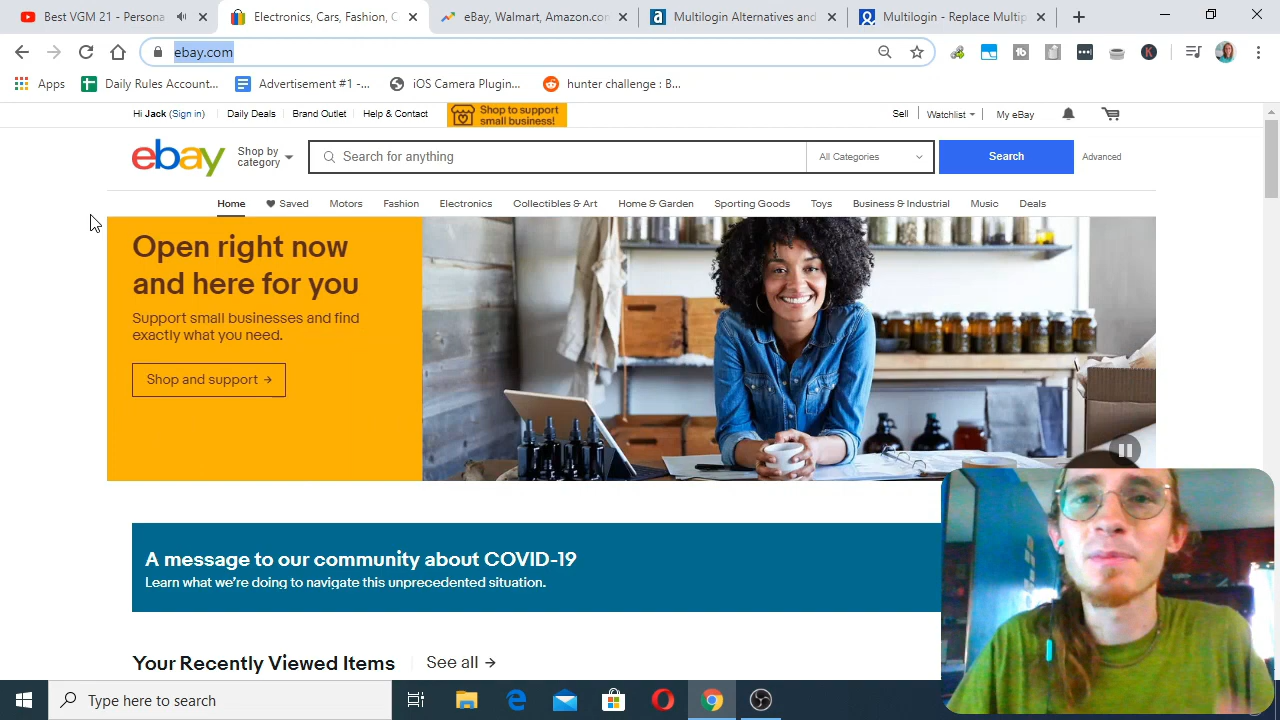 Best VGM 21 - Persona
Electronics, Cars, Fashion, C
eBay, Walmart, Amazon.co
Multilogin Alternatives and
Multilogin - Replace Multip
ebay.com
Apps
Daily Rules Account...
Advertisement #1 -...
iOS Camera Plugin...
hunter challenge : B...
Hi Jack (Sign in)
Daily Deals
Brand Outlet
Help & Contact
Shop to support
small business!
Sell
Watchlist
My eBay
ebay
Shop by
category
Search for anything
All Categories
Search
Advanced
Home
Saved
Motors
Fashion
Electronics
Collectibles & Art
Home & Garden
Sporting Goods
Toys
Business & Industrial
Music
Deals
Open right now
and here for you
Support small businesses and find
exactly what you need.
Shop and support →
A message to our community about COVID-19
Learn what we're doing to navigate this unprecedented situation.
Your Recently Viewed Items
See all →
Type here to search